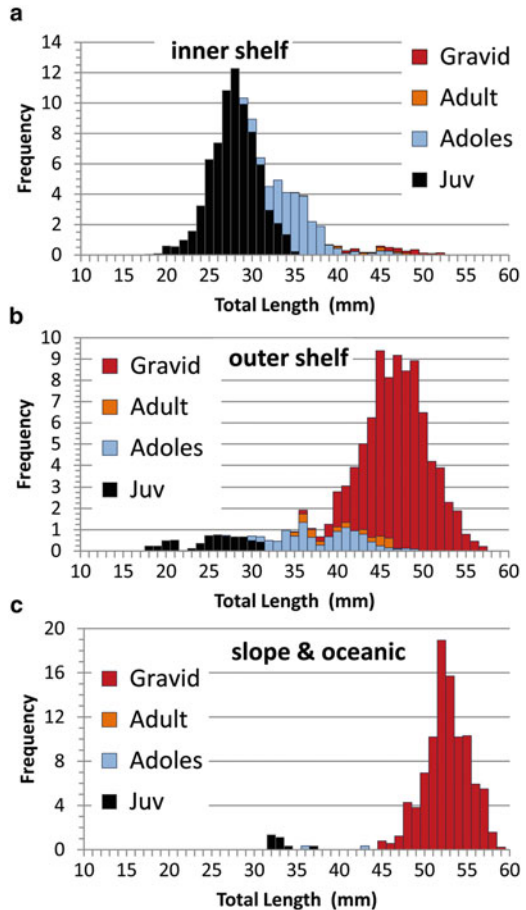 a
inner shelf
14
12
10
8
6
4
2
0
Frequency
Gravid
Adult
Adoles
Juv
10 15 20 25 30 35 40 45 50 55 60
Total Length (mm)
b
outer shelf
10
9
8
7
6
5
4
3
2
1
0
Frequency
Gravid
Adult
Adoles
Juv
10 15 20 25 30 35 40 45 50 55 60
Total Length (mm)
c
slope & oceanic
20
16
12
8
4
0
Frequency
Gravid
Adult
Adoles
Juv
10 15 20 25 30 35 40 45 50 55 60
Total Length (mm)